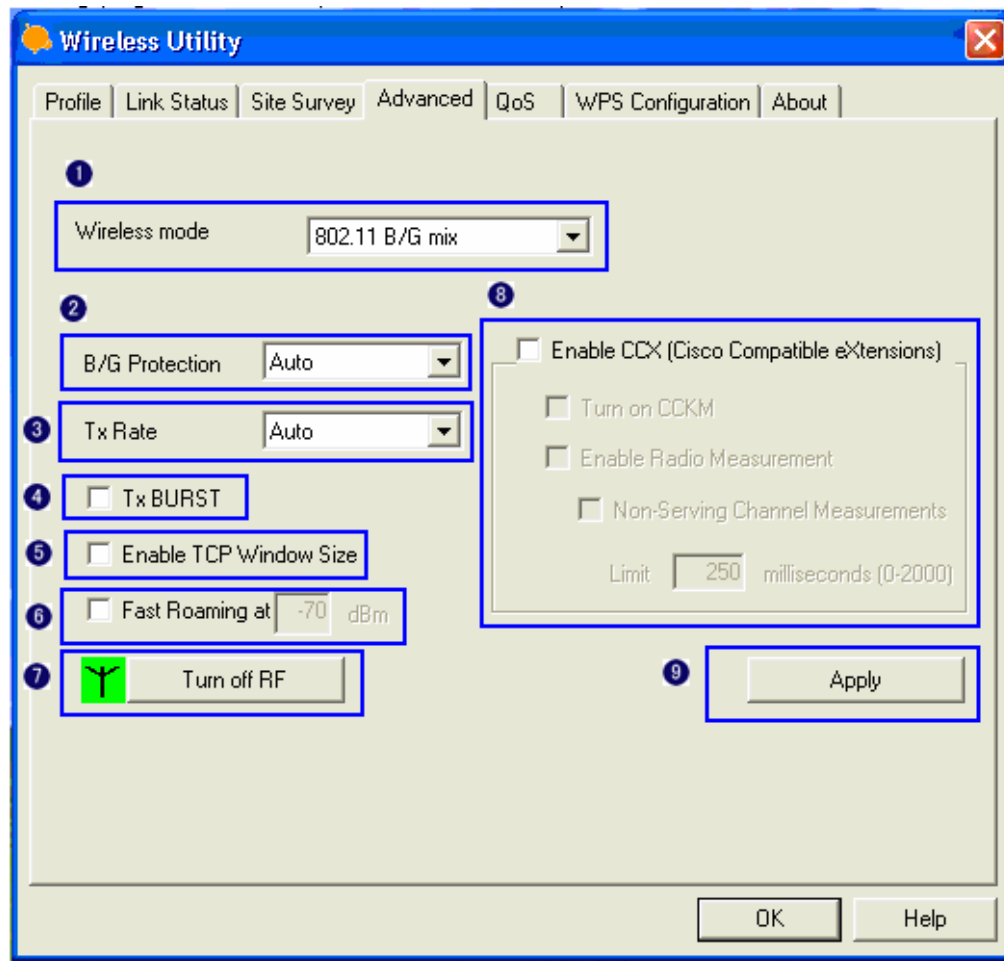 Wireless Utility
Profile Link Status Site Survey Advanced QoS WPS Configuration About
1
Wireless mode 802.11 B/G mix
2
B/G Protection Auto
3 Tx Rate Auto
4 Tx BURST
5 Enable TCP Window Size
6 Fast Roaming at -70 dBm
7 Turn off RF
8
Enable CCX (Cisco Compatible eXtensions)
Turn on CCKM
Enable Radio Measurement
Non-Serving Channel Measurements
Limit 250 milliseconds (0-2000)
9 Apply
OK Help